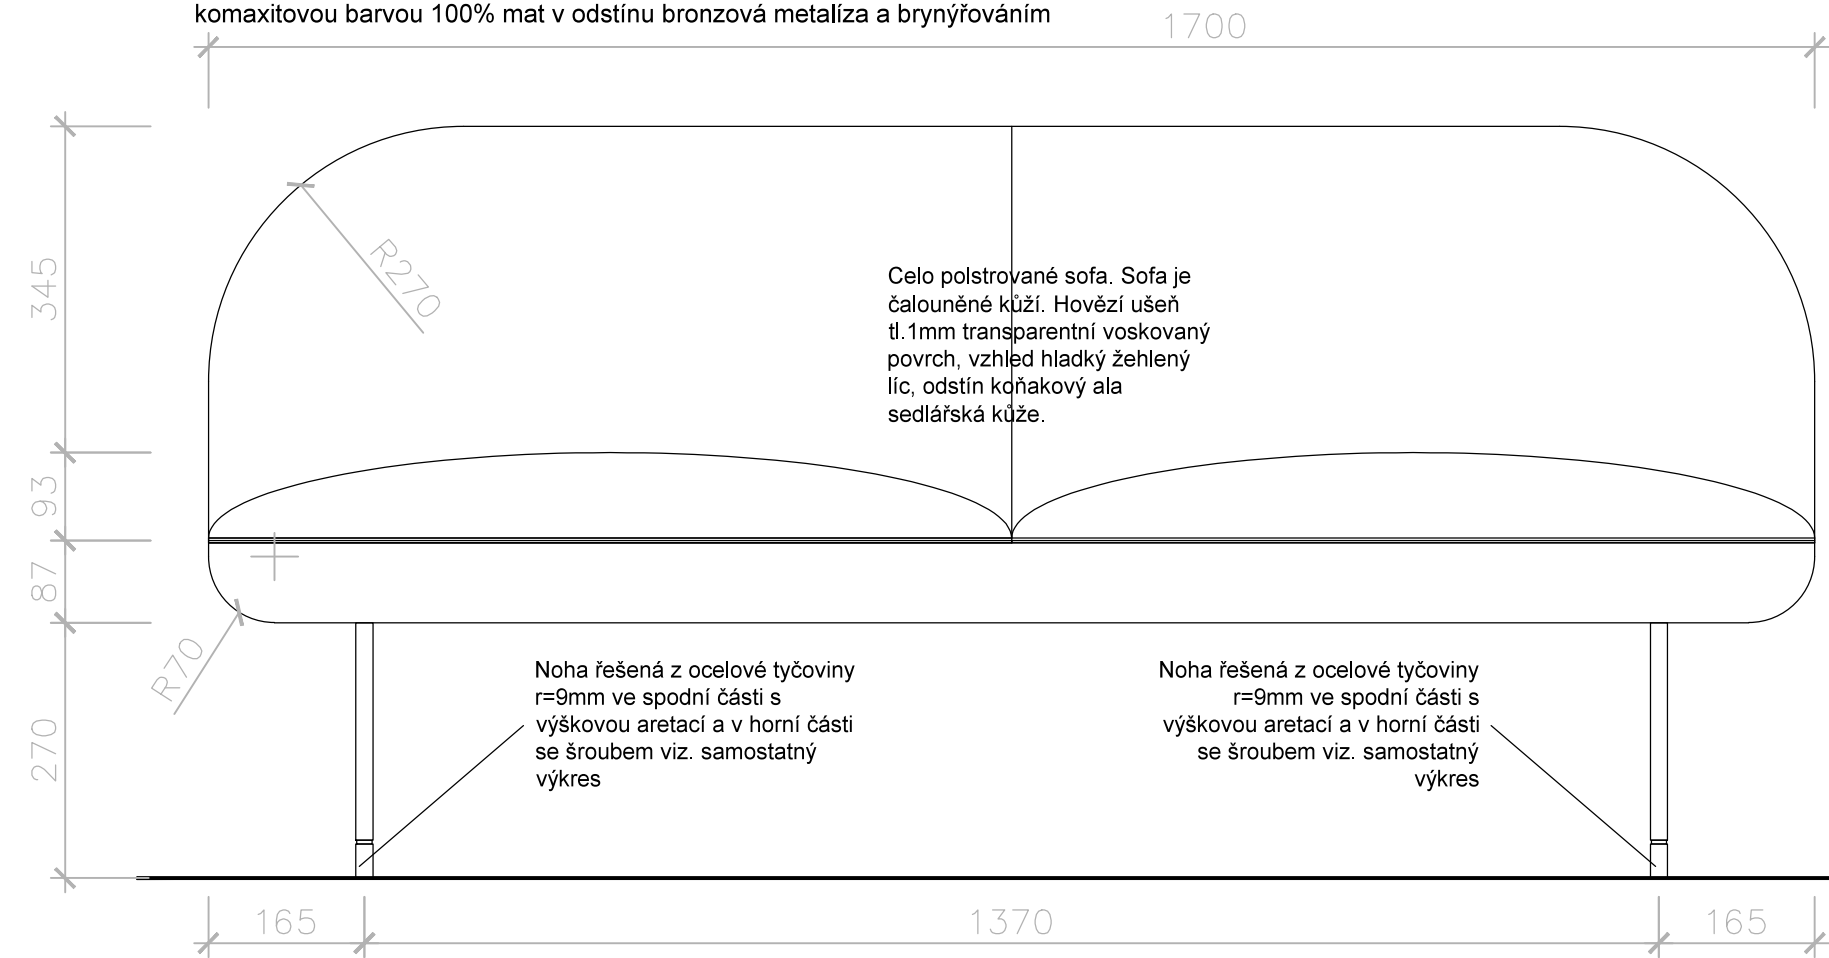 komaxitovou barvou 100% mat v odstínu bronzová metalíza a brynýřováním
1700
345
R270
Celo polstrované sofa. Sofa je
čalouněné kůží. Hovězí ušeň
tl.1mm transparentní voskovaný
povrch, vzhled hladký žehlený
líc, odstín koňakový ala
sedlářská kůže.
93
87
R70
270
Noha řešená z ocelové tyčoviny
r=9mm ve spodní části s
výškovou aretací a v horní části
se šroubem viz. samostatný
výkres
Noha řešená z ocelové tyčoviny
r=9mm ve spodní části s
výškovou aretací a v horní části
se šroubem viz. samostatný
výkres
165
1370
165